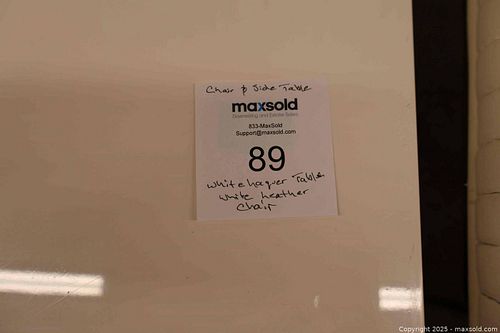 Chair & Side Table
maxsold
Downsizing and Estate Sales
833-MaxSold
Support@maxsold.com
89
white laquer Table
white leather
Chair
Copyright 2025 - maxsold.com